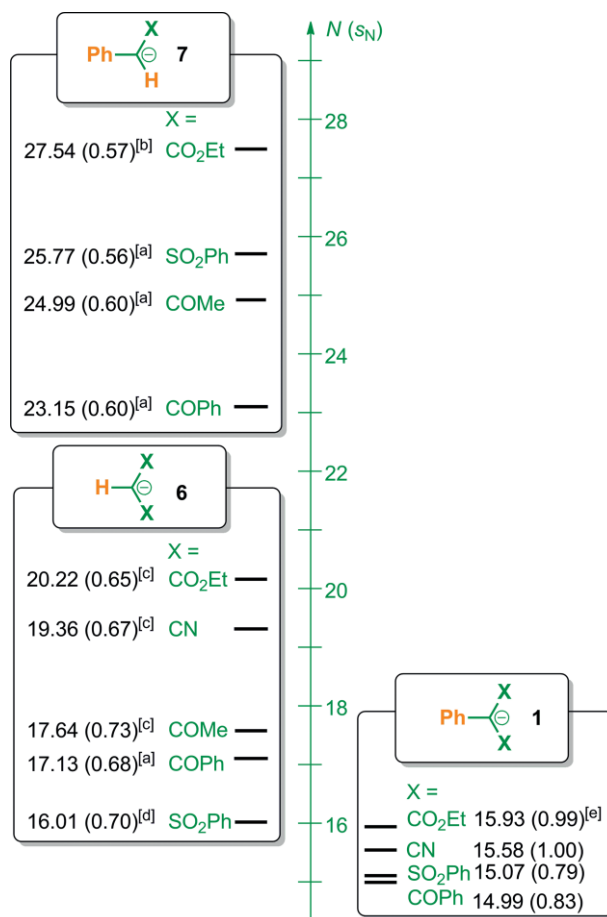 X
Ph
⊖
7
H
X =
27.54 (0.57)[b] CO2Et
25.77 (0.56)[a] SO2Ph
24.99 (0.60)[a] COMe
23.15 (0.60)[a] COPh
N (sN)
28
26
24
22
20
18
16
X
H
⊖
6
X
X =
20.22 (0.65)[c] CO2Et
19.36 (0.67)[c] CN
17.64 (0.73)[c] COMe
17.13 (0.68)[a] COPh
16.01 (0.70)[d] SO2Ph
X
Ph
⊖
1
X
X =
CO2Et 15.93 (0.99)[e]
CN 15.58 (1.00)
SO2Ph 15.07 (0.79)
COPh 14.99 (0.83)